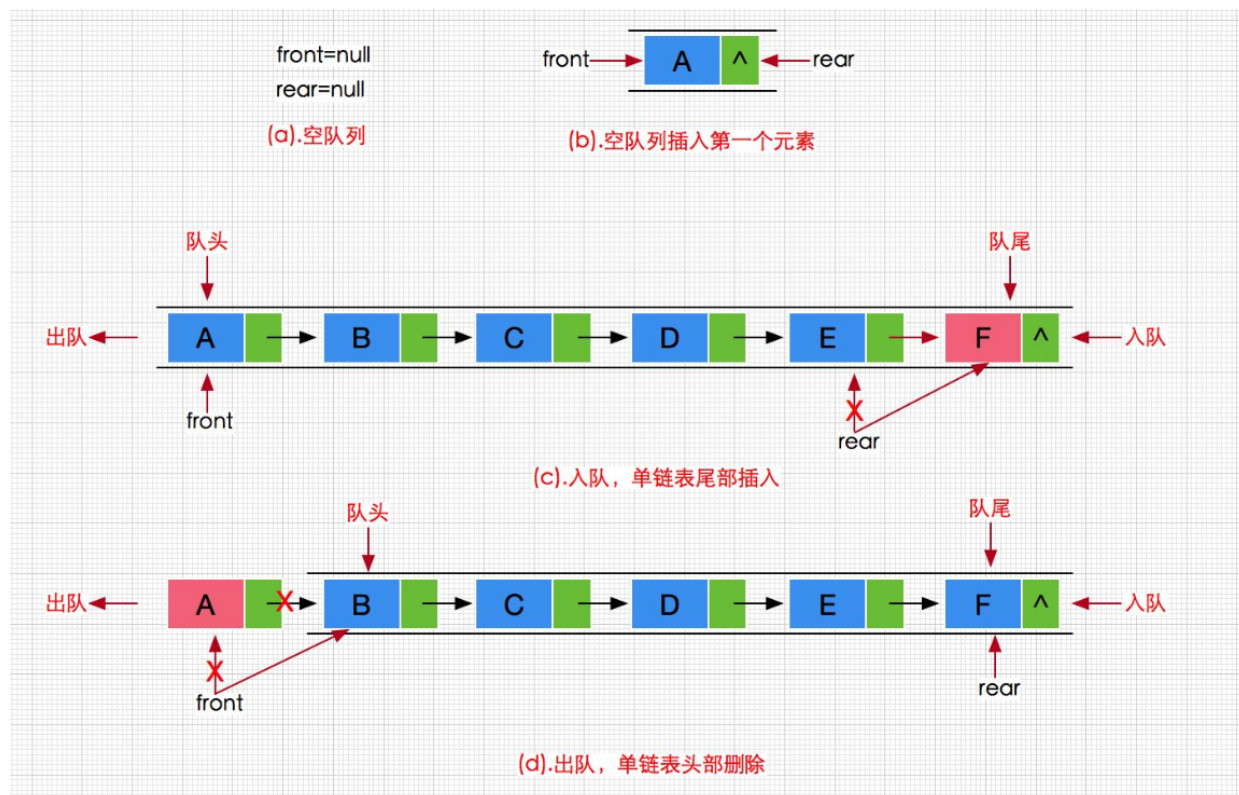 front=null
rear=null
(a).空队列
front A ^ rear
(b).空队列插入第一个元素
队头 队尾
出队 A B C D E F ^ 入队
X
front
rear
(c).入队，单链表尾部插入
队头 队尾
出队 A X B C D E F ^ 入队
X
front
rear
(d).出队，单链表头部删除